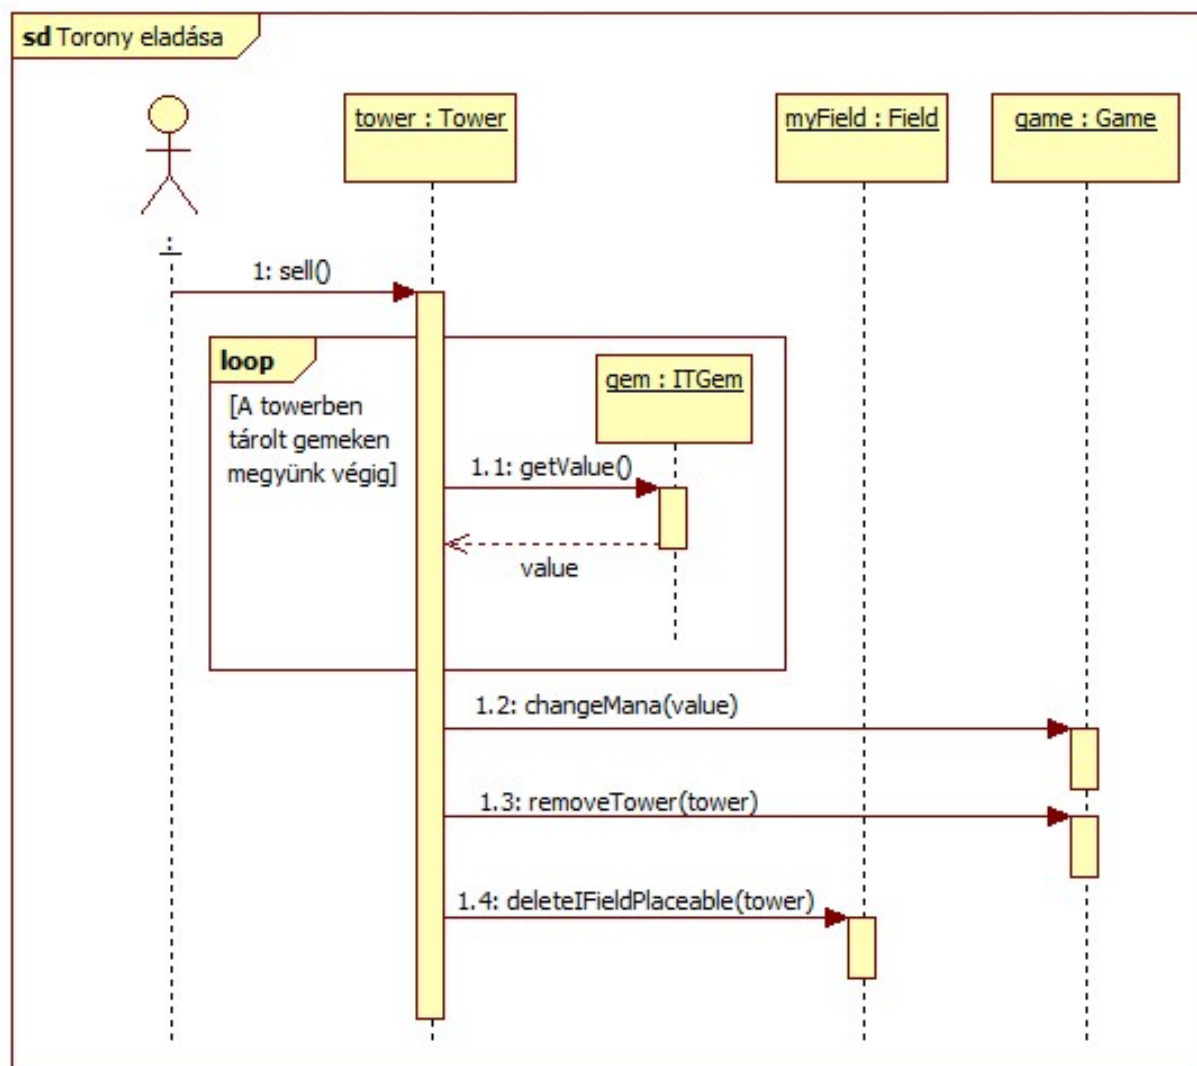 sd Torony eladása
tower : Tower
myField : Field
game : Game
:
1: sell()
loop
gem : ITGem
[A towerben
tárolt gemeken
megyünk végig]
1.1: getValue()
value
1.2: changeMana(value)
1.3: removeTower(tower)
1.4: deleteIFieldPlaceable(tower)